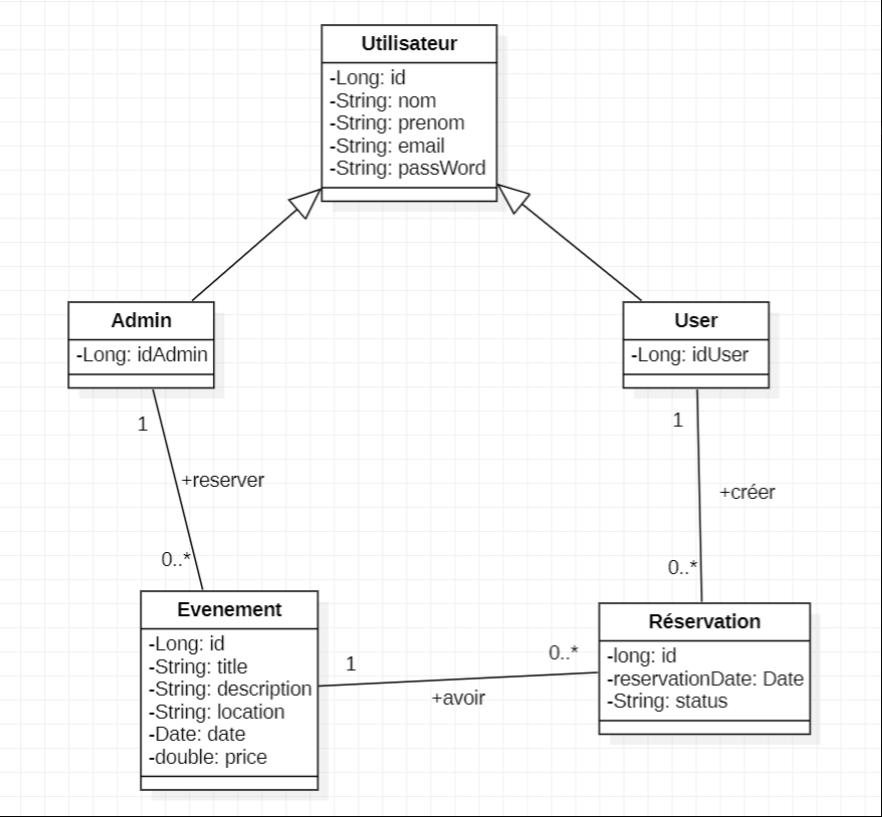 Utilisateur
-Long: id
-String: nom
-String: prenom
-String: email
-String: passWord
Admin
-Long: idAdmin
User
-Long: idUser
1
+reserver
0..*
1
+créer
0..*
Evenement
-Long: id
-String: title
-String: description
-String: location
-Date: date
-double: price
1
+avoir
0..*
Réservation
-long: id
-reservationDate: Date
-String: status